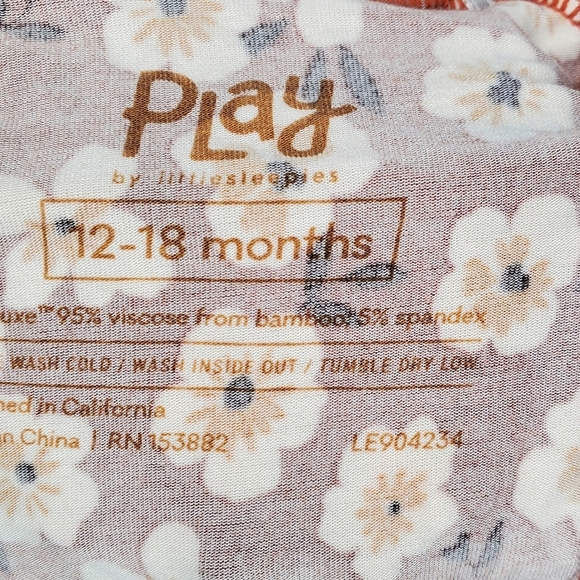 PLay
by littlesleepies
12-18 months
uxe™ 95% viscose from bamboo, 5% spandex
WASH COLD / WASH INSIDE OUT / TUMBLE DRY LOW
ned in California
in China | RN 153882 LE904234